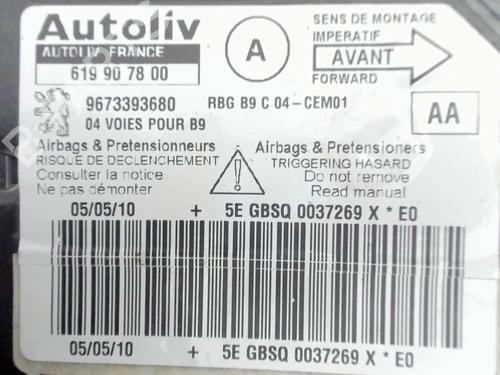 Autoliv
AUTOLIV FRANCE
619 90 78 00
A
SENS DE MONTAGE
IMPERATIF
AVANT
FORWARD
9673393680
RBG B9 C 04-CEM01
04 VOIES POUR B9
AA
Airbags & Pretensionneurs
RISQUE DE DECLENCHEMENT
Consulter la notice
Ne pas démonter
!
Airbags & Pretensioners
TRIGGERING HASARD
Do not remove
Read manual
05/05/10 + 5E GBSQ 0037269 X * E0
05/05/10 + 5E GBSQ 0037269 X * E0